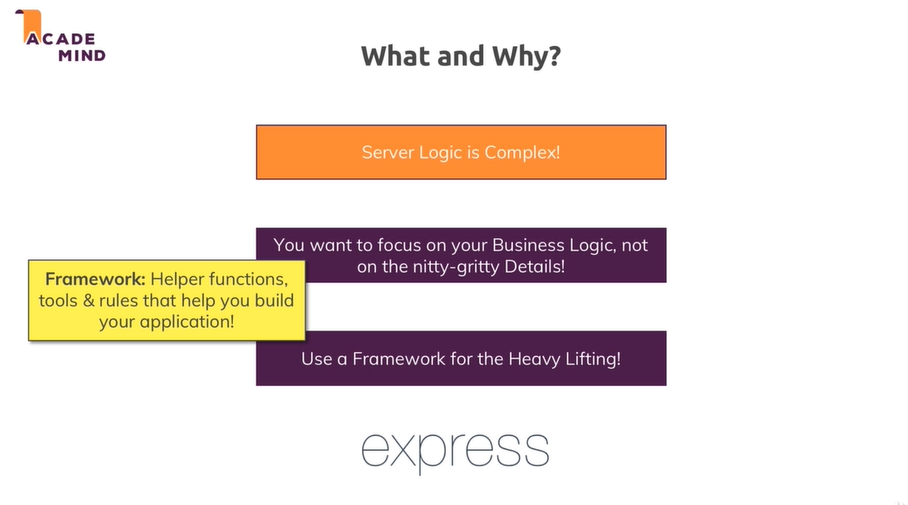 ACADE
MIND
What and Why?
Server Logic is Complex!
You want to focus on your Business Logic, not
on the nitty-gritty Details!
Framework: Helper functions,
tools & rules that help you build
your application!
Use a Framework for the Heavy Lifting!
express